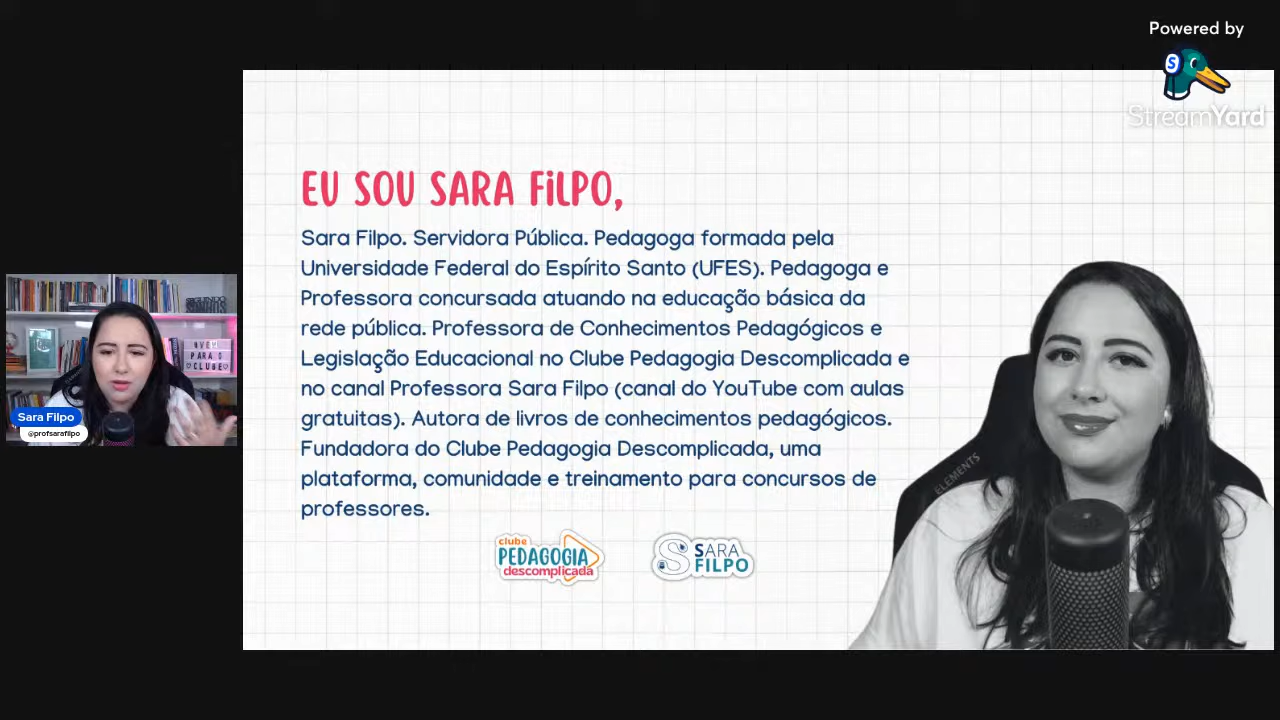 Powered by
StreamYard
EU SOU SARA FiLPO,
Sara Filpo. Servidora Pública. Pedagoga formada pela
Universidade Federal do Espírito Santo (UFES). Pedagoga e
Professora concursada atuando na educação básica da
rede pública. Professora de Conhecimentos Pedagógicos e
Legislação Educacional no Clube Pedagogia Descomplicada e
no canal Professora Sara Filpo (canal do YouTube com aulas
gratuitas). Autora de livros de conhecimentos pedagógicos.
Fundadora do Clube Pedagogia Descomplicada, uma
plataforma, comunidade e treinamento para concursos de
professores.
clube
PEDAGOGIA
descomplicada
SARA
FILPO
ELEMENTS
PARA O
CLUBE
Sara Filpo
@profsarafilpo